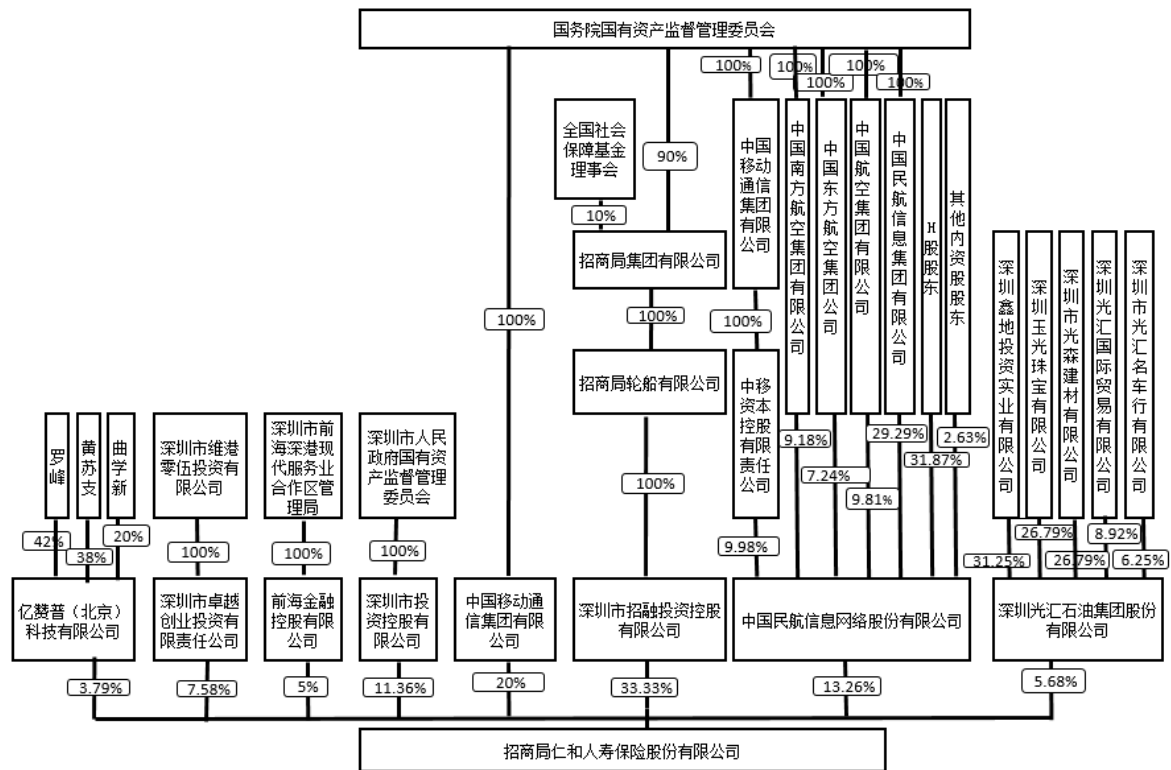 国务院国有资产监督管理委员会
100%
100%
100%
100%
100%
全国社会
保障基金
理事会
90%
10%
中国
移动
通信
集团
有限
公司
中国南方航空集团有限公司
中国东方航空集团公司
中国航空集团有限公司
中国民航信息集团有限公司
H股股东
其他内资股股东
招商局集团有限公司
深圳鑫地投资实业有限公司
深圳玉光珠宝有限公司
深圳市光森建材有限公司
深圳光汇国际贸易有限公司
深圳市光汇名车行有限公司
100%
100%
100%
招商局轮船有限公司
中移
资本
控股
有限
责任
公司
罗峰
黄苏支
曲学新
深圳市维港
零伍投资有
限公司
深圳市前
海深港现
代服务业
合作区管
理局
深圳市人民
政府国有资
产监督管理
委员会
9.18%
7.24%
9.81%
29.29%
31.87%
2.63%
100%
42%
38%
20%
100%
100%
100%
9.98%
31.25%
26.79%
26.79%
8.92%
6.25%
亿赞普（北京）
科技有限公司
深圳市卓越
创业投资有
限责任公司
前海金融
控股有限
公司
深圳市投
资控股有
限公司
中国移动通
信集团有限
公司
深圳市招融投资控股
有限公司
中国民航信息网络股份有限公司
深圳光汇石油集团股份
有限公司
3.79%
7.58%
5%
11.36%
20%
33.33%
13.26%
5.68%
招商局仁和人寿保险股份有限公司